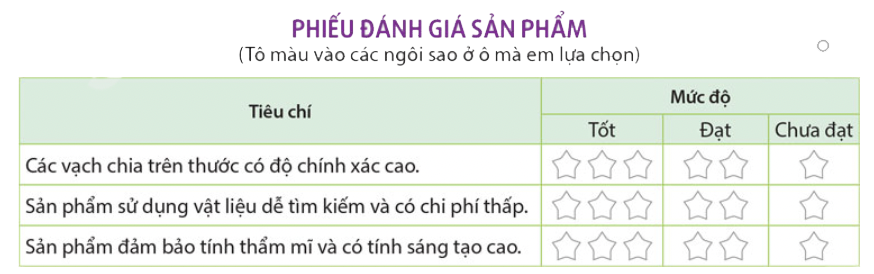 PHIẾU ĐÁNH GIÁ SẢN PHẨM
(Tô màu vào các ngôi sao ở ô mà em lựa chọn)
Tiêu chí
Mức độ
Tốt
Đạt
Chưa đạt
Các vạch chia trên thước có độ chính xác cao.
Sản phẩm sử dụng vật liệu dễ tìm kiếm và có chi phí thấp.
Sản phẩm đảm bảo tính thẩm mĩ và có tính sáng tạo cao.